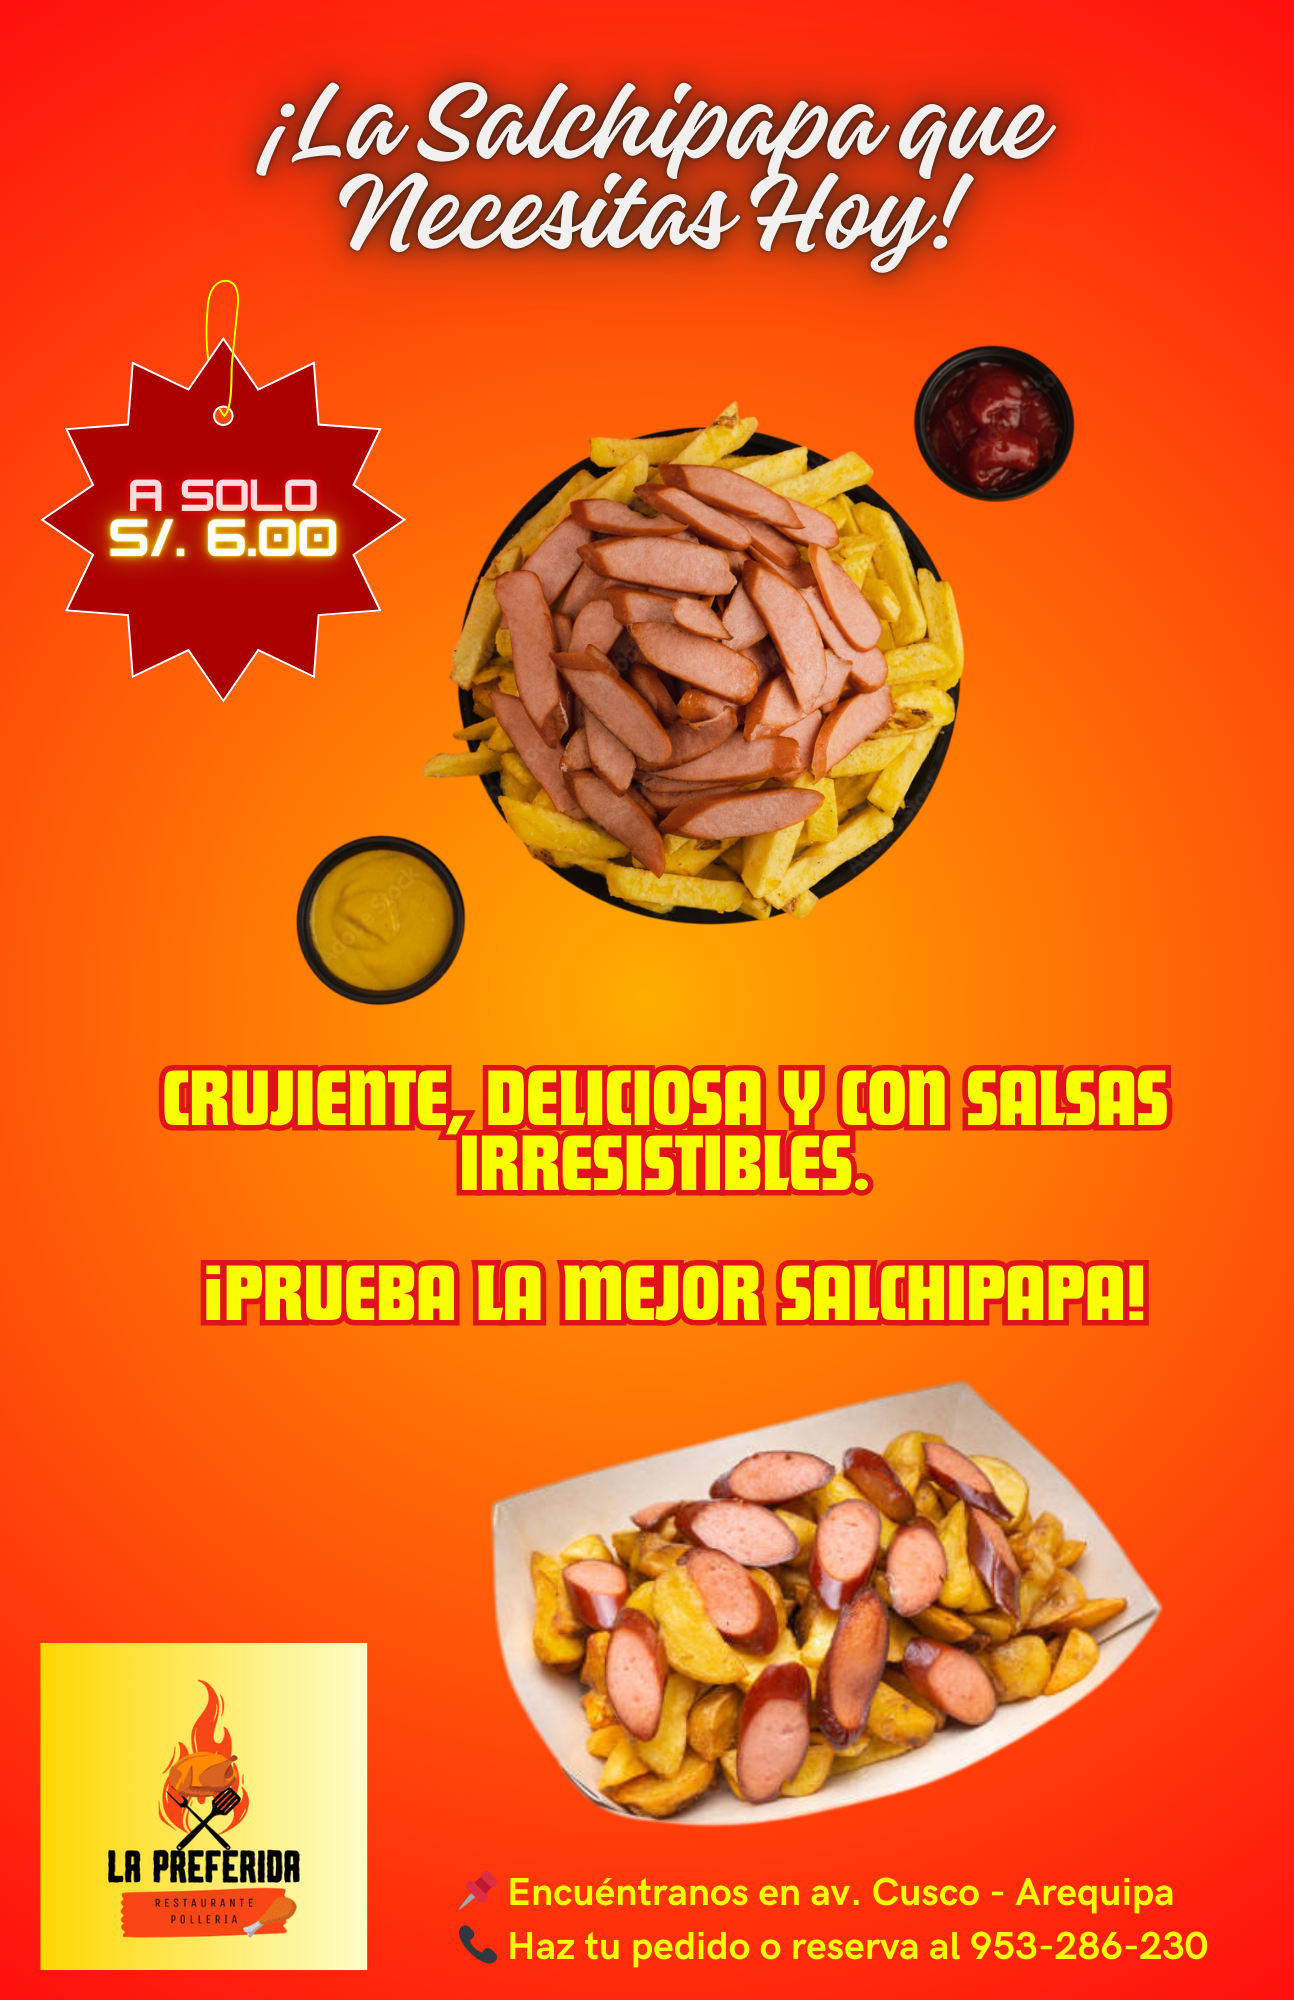 ¡La Salchipapa que
Necesitas Hoy!
A SOLO
S/. 6.00
CRUJIENTE, DELICIOSA Y CON SALSAS
IRRESISTIBLES.
¡PRUEBA LA MEJOR SALCHIPAPA!
LA PREFERIDA
RESTAURANTE
POLLERIA
Encuéntranos en av. Cusco - Arequipa
Haz tu pedido o reserva al 953-286-230